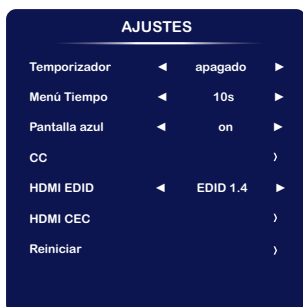 AJUSTES
Temporizador ◄ apagado ►
Menú Tiempo ◄ 10s ►
Pantalla azul ◄ on ►
CC 〉
HDMI EDID ◄ EDID 1.4 ►
HDMI CEC 〉
Reiniciar 〉